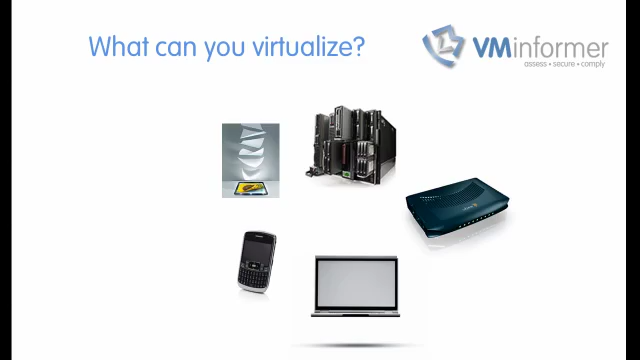 What can you virtualize?
VMinformer
assess • secure • comply